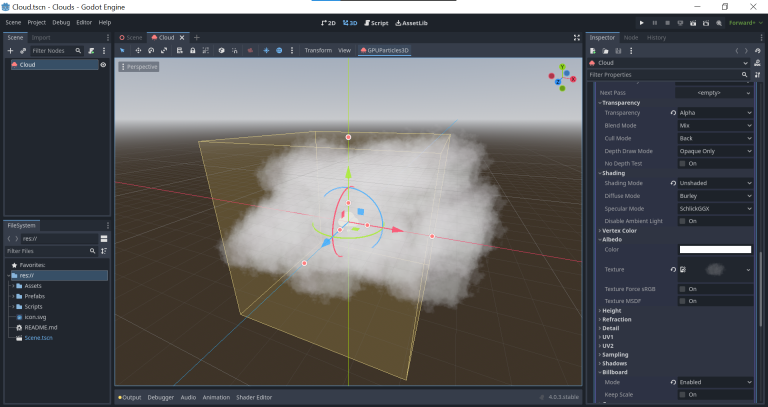 Cloud.tscn - Clouds - Godot Engine
Scene Project Debug Editor Help
2D 3D Script AssetLib
Forward+
Scene Import
Filter Nodes
Cloud
FileSystem
res://
Filter Files
Favorites:
res://
Assets
Prefabs
Scripts
icon.svg
README.md
Scene.tscn
Scene Cloud
Transform View GPUParticles3D
Perspective
Y
X
Z
Output Debugger Audio Animation Shader Editor
4.0.3.stable
Inspector Node History
Cloud
Filter Properties
Next Pass <empty>
Transparency
Transparency Alpha
Blend Mode Mix
Cull Mode Back
Depth Draw Mode Opaque Only
No Depth Test On
Shading
Shading Mode Unshaded
Diffuse Mode Burley
Specular Mode SchlickGGX
Disable Ambient Light On
Vertex Color
Albedo
Color
Texture
Texture Force sRGB On
Texture MSDF On
Height
Refraction
Detail
UV1
UV2
Sampling
Shadows
Billboard
Mode Enabled
Keep Scale On